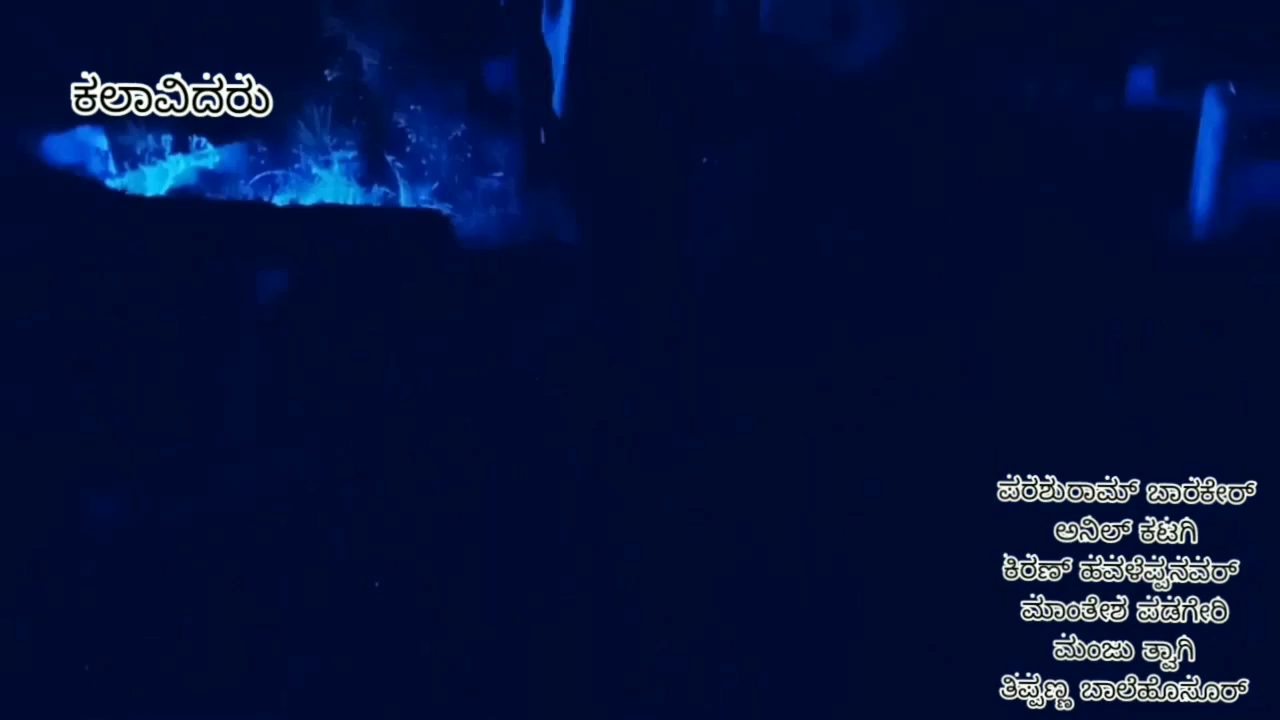 ಕಲಾವಿದರು
ಪರಶುರಾಮ್ ಬಾರಕೇರ್
ಅನಿಲ್ ಕಟಗಿ
ಕಿರಣ್ ಹವಳೆಪ್ಪನವರ್
ಮಾಂತೇಶ ಪಡಗೇರಿ
ಮಂಜು ತ್ಯಾಗಿ
ತಿಪ್ಪಣ್ಣ ಬಾಲೆಹೊಸೂರ್